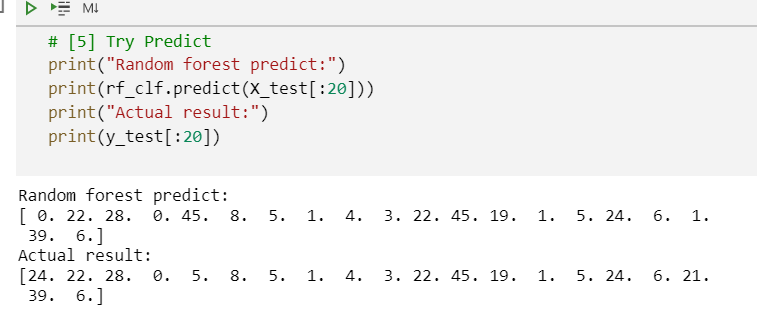 M↓
# [5] Try Predict
print("Random forest predict:")
print(rf_clf.predict(X_test[:20]))
print("Actual result:")
print(y_test[:20])
Random forest predict:
[ 0. 22. 28.  0. 45.  8.  5.  1.  4.  3. 22. 45. 19.  1.  5. 24.  6.  1.
 39.  6.]
Actual result:
[24. 22. 28.  0.  5.  8.  5.  1.  4.  3. 22. 45. 19.  1.  5. 24.  6. 21.
 39.  6.]